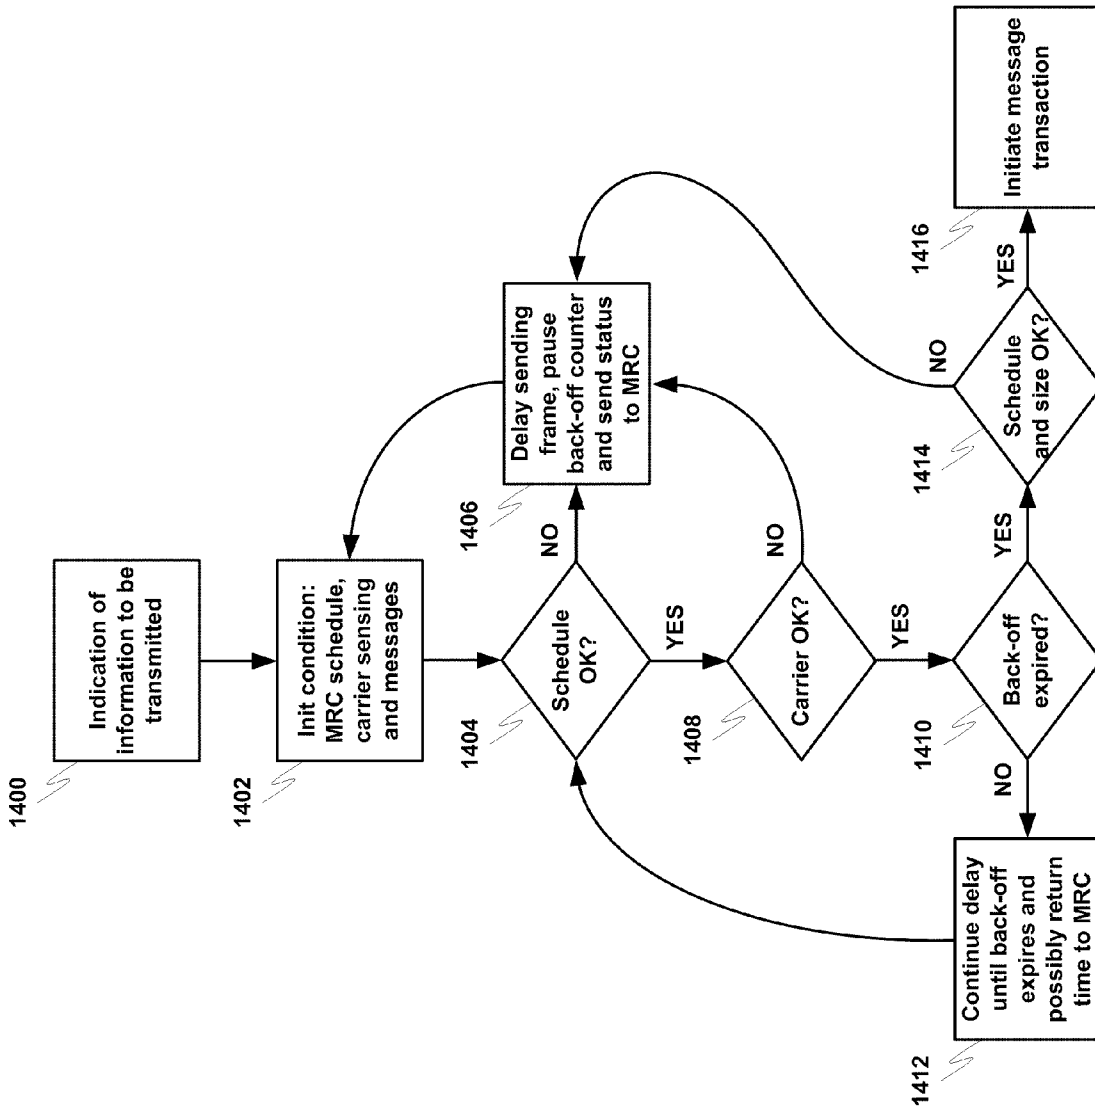 1400
Indication of
information to be
transmitted
1402
Init condition:
MRC schedule,
carrier sensing
and messages
1404
Schedule
OK?
NO
YES
1406
Delay sending
frame, pause
back-off counter
and send status
to MRC
1408
Carrier OK?
NO
YES
1410
Back-off
expired?
NO
YES
1412
Continue delay
until back-off
expires and
possibly return
time to MRC
1414
Schedule
and size OK?
NO
YES
1416
Initiate message
transaction